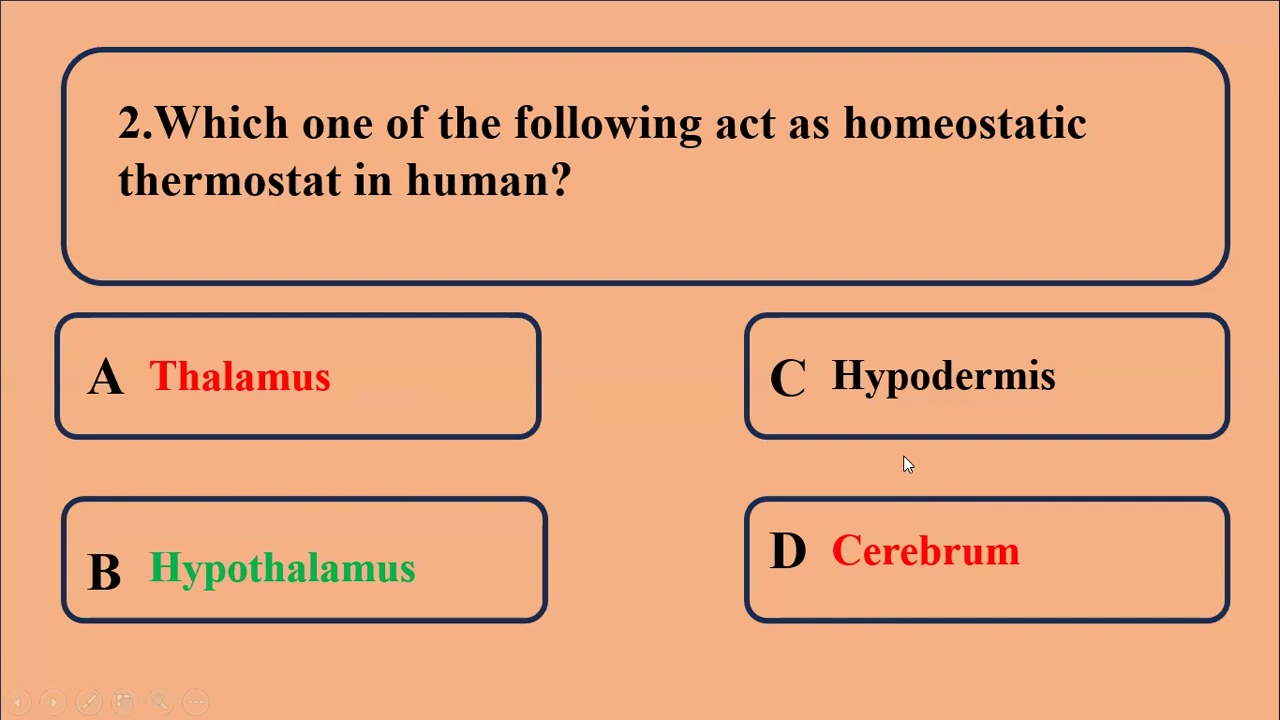 2.Which one of the following act as homeostatic
thermostat in human?
A Thalamus
B Hypothalamus
C Hypodermis
D Cerebrum